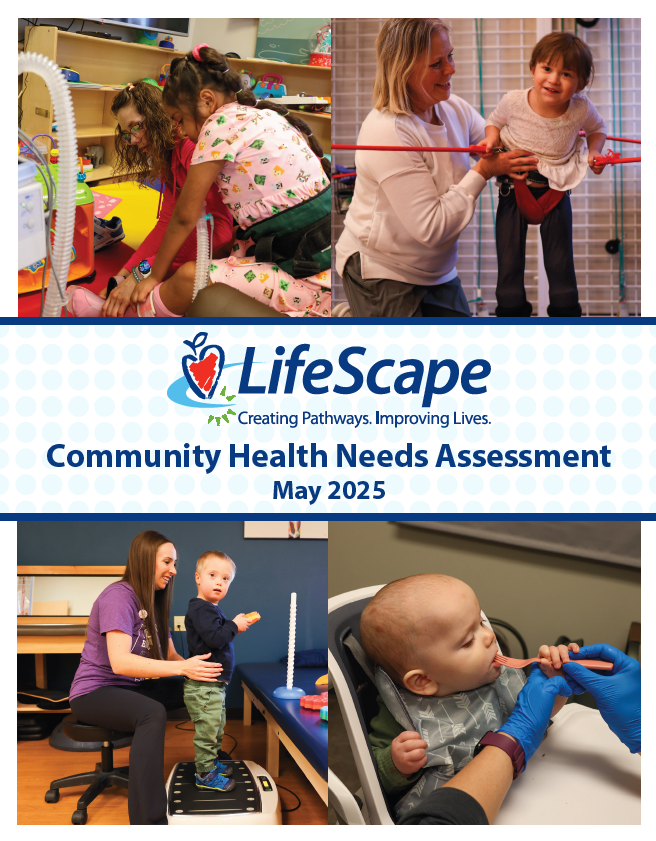 LifeScape
Creating Pathways. Improving Lives.
Community Health Needs Assessment
May 2025